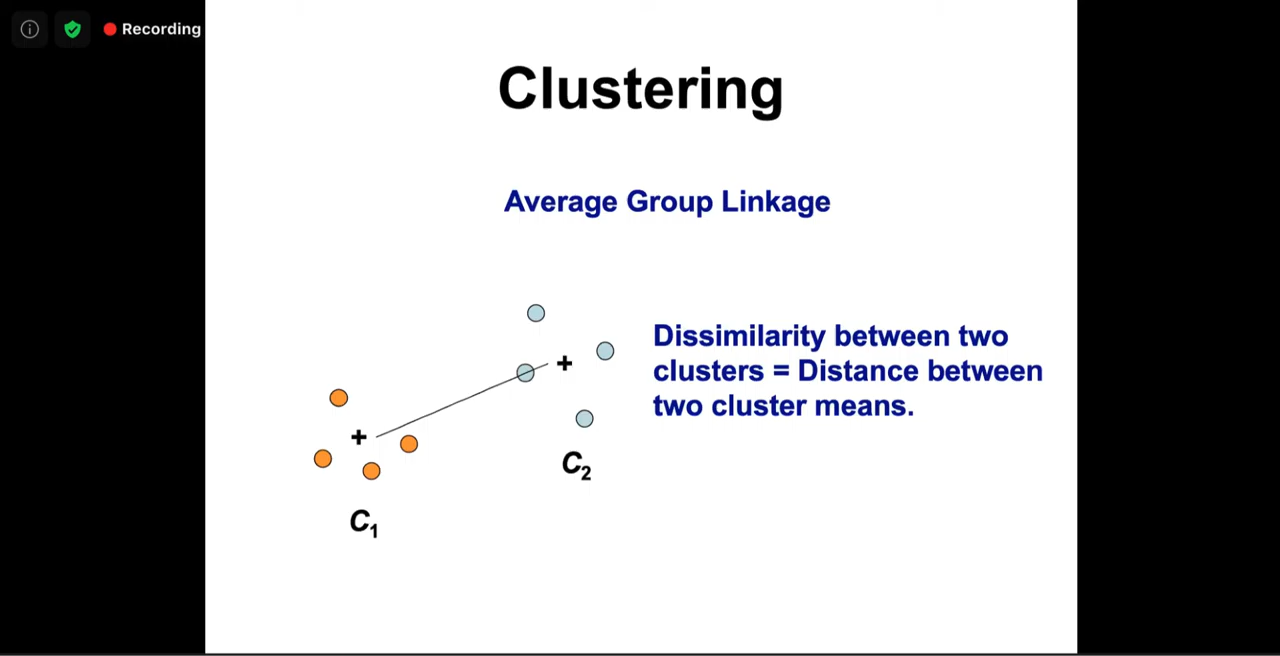 Recording
Clustering
Average Group Linkage
Dissimilarity between two
clusters = Distance between
two cluster means.
C₂
C₁